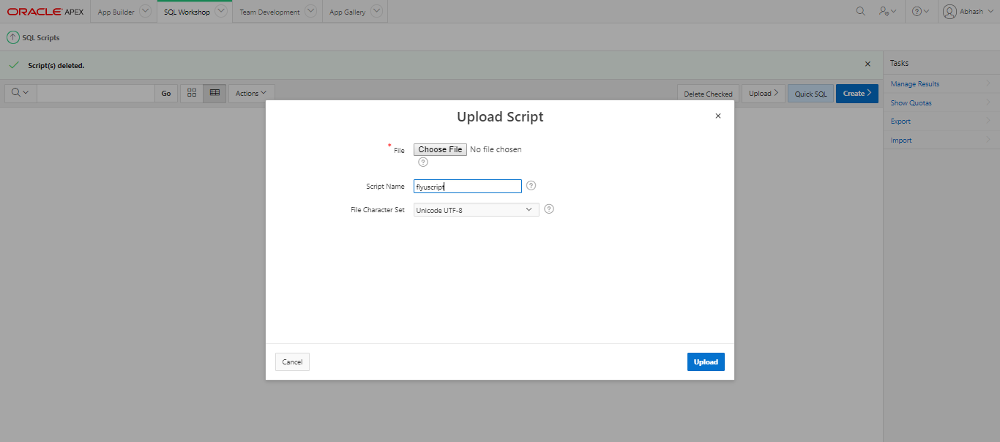 ORACLE APEX App Builder SQL Workshop Team Development App Gallery Abhash
SQL Scripts
Script(s) deleted.
Tasks
Go Actions Delete Checked Upload Quick SQL Create
Manage Results
Show Quotas
Export
Import
Upload Script
* File Choose File No file chosen
?
Script Name flyuscript ?
File Character Set Unicode UTF-8 ?
Cancel Upload